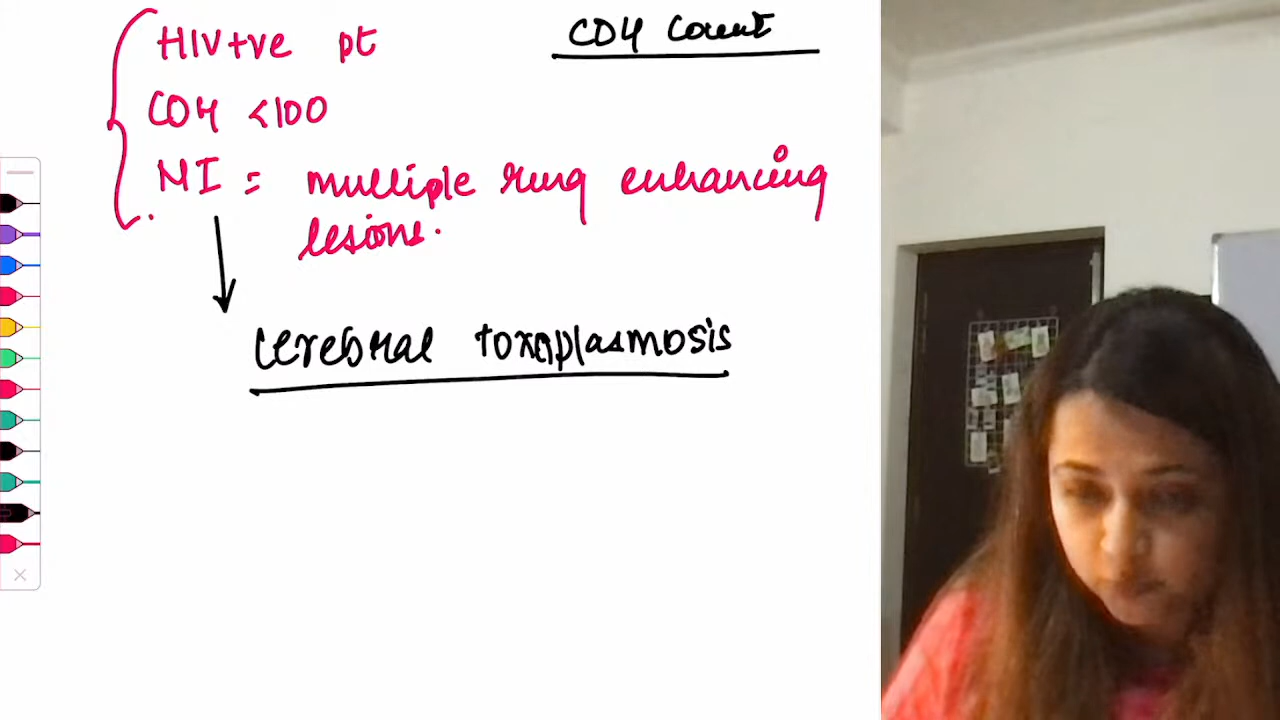 HIV+ve pt
CD4 count
CD4 <100
MI = multiple ring enhancing
lesions.
cerebral toxoplasmosis